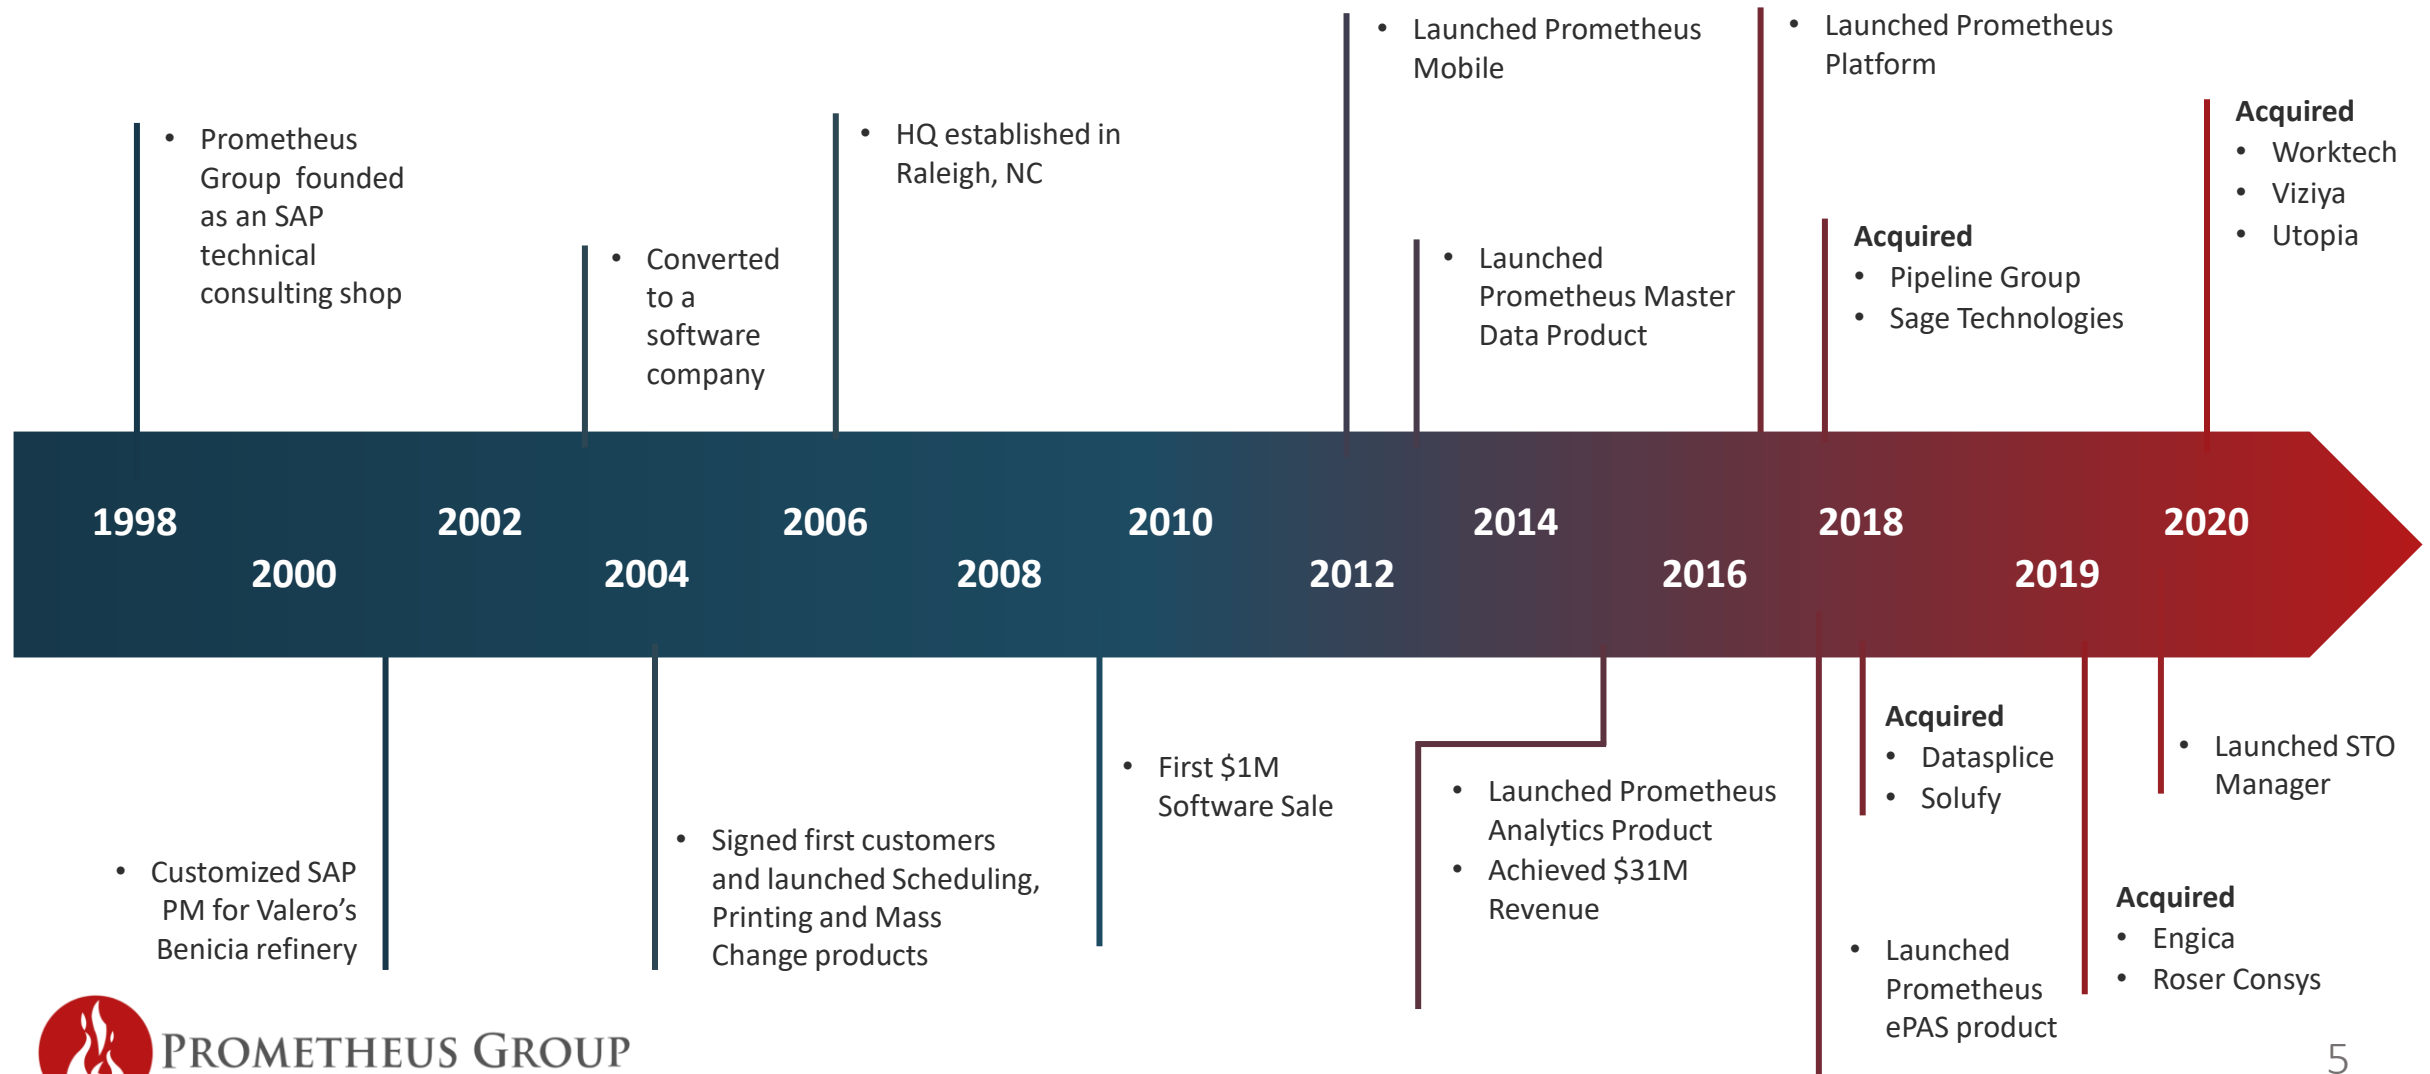 • Prometheus
Group founded
as an SAP
technical
consulting shop
• Converted
to a
software
company
• HQ established in
Raleigh, NC
• Launched Prometheus
Mobile
• Launched
Prometheus Master
Data Product
• Launched Prometheus
Platform
Acquired
• Pipeline Group
• Sage Technologies
Acquired
• Worktech
• Viziya
• Utopia
1998
2000
2002
2004
2006
2008
2010
2012
2014
2016
2018
2019
2020
• Customized SAP
PM for Valero’s
Benicia refinery
• Signed first customers
and launched Scheduling,
Printing and Mass
Change products
• First $1M
Software Sale
• Launched Prometheus
Analytics Product
• Achieved $31M
Revenue
• Launched
Prometheus
ePAS product
Acquired
• Datasplice
• Solufy
Acquired
• Engica
• Roser Consys
• Launched STO
Manager
PROMETHEUS GROUP
5